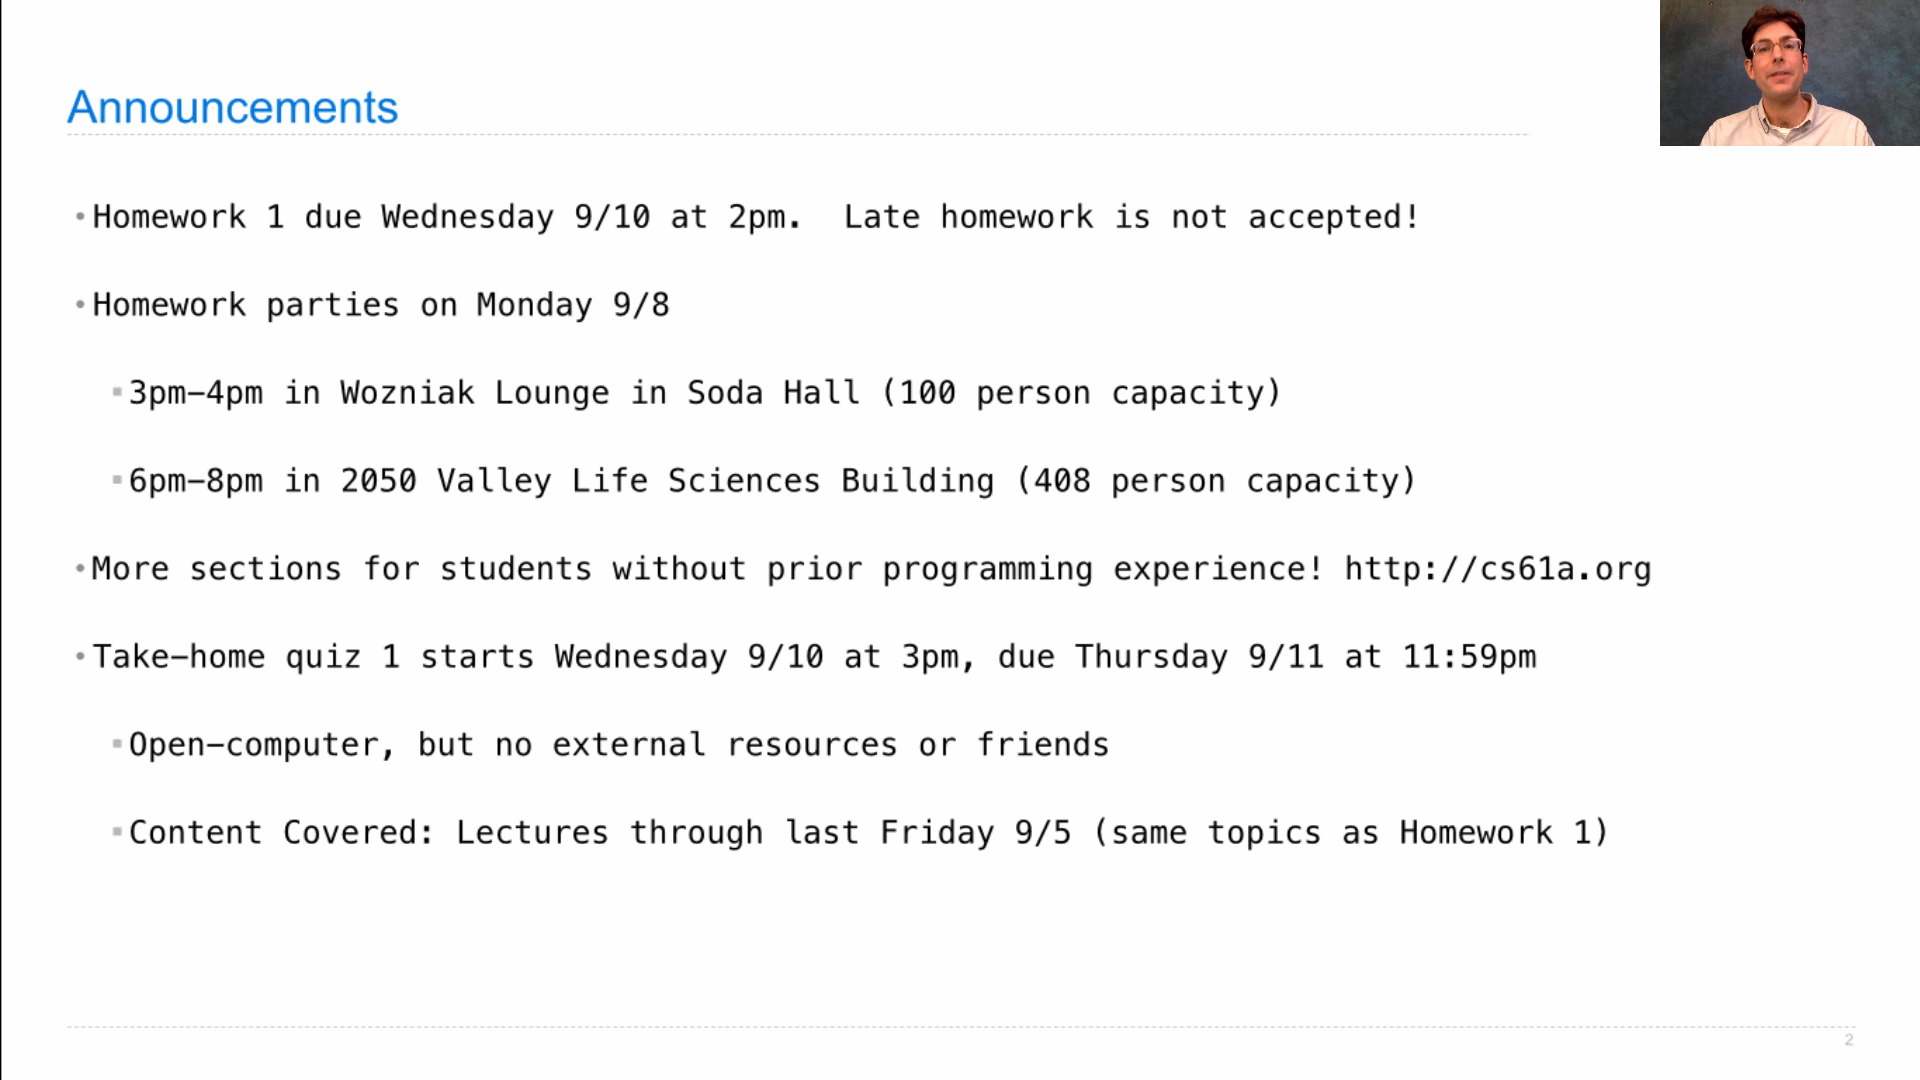 Announcements
•Homework 1 due Wednesday 9/10 at 2pm.  Late homework is not accepted!
•Homework parties on Monday 9/8
▪3pm–4pm in Wozniak Lounge in Soda Hall (100 person capacity)
▪6pm–8pm in 2050 Valley Life Sciences Building (408 person capacity)
•More sections for students without prior programming experience! http://cs61a.org
•Take-home quiz 1 starts Wednesday 9/10 at 3pm, due Thursday 9/11 at 11:59pm
▪Open-computer, but no external resources or friends
▪Content Covered: Lectures through last Friday 9/5 (same topics as Homework 1)
2